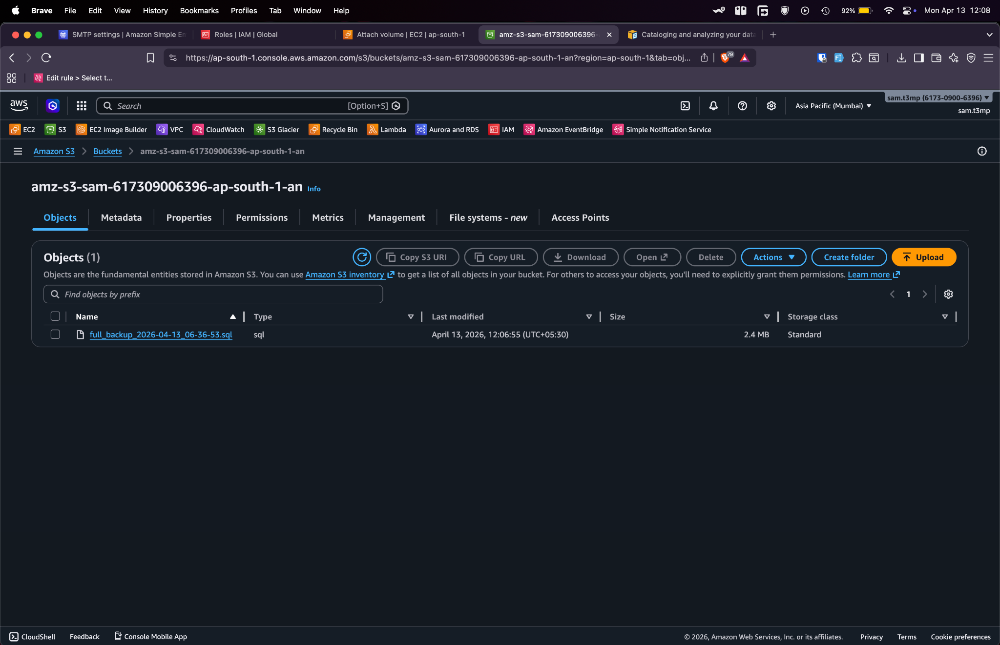 Brave File Edit View History Bookmarks Profiles Tab Window Help 92% Mon Apr 13 12:08
SMTP settings | Amazon Simple Em Roles | IAM | Global Attach volume | EC2 | ap-south-1 amz-s3-sam-617309006396- Cataloging and analyzing your data
https://ap-south-1.console.aws.amazon.com/s3/buckets/amz-s3-sam-617309006396-ap-south-1-an?region=ap-south-1&tab=obj... 79
Edit rule > Select t...
aws Search [Option+S] Asia Pacific (Mumbai) sam.t3mp (6173-0900-6396)
sam.t3mp
EC2 S3 EC2 Image Builder VPC CloudWatch S3 Glacier Recycle Bin Lambda Aurora and RDS IAM Amazon EventBridge Simple Notification Service
Amazon S3 Buckets amz-s3-sam-617309006396-ap-south-1-an
amz-s3-sam-617309006396-ap-south-1-an Info
Objects Metadata Properties Permissions Metrics Management File systems - new Access Points
Objects (1) Copy S3 URI Copy URL Download Open Delete Actions Create folder Upload
Objects are the fundamental entities stored in Amazon S3. You can use Amazon S3 inventory to get a list of all objects in your bucket. For others to access your objects, you'll need to explicitly grant them permissions. Learn more
Find objects by prefix 1
Name Type Last modified Size Storage class
full_backup_2026-04-13_06-36-53.sql sql April 13, 2026, 12:06:55 (UTC+05:30) 2.4 MB Standard
CloudShell Feedback Console Mobile App © 2026, Amazon Web Services, Inc. or its affiliates. Privacy Terms Cookie preferences